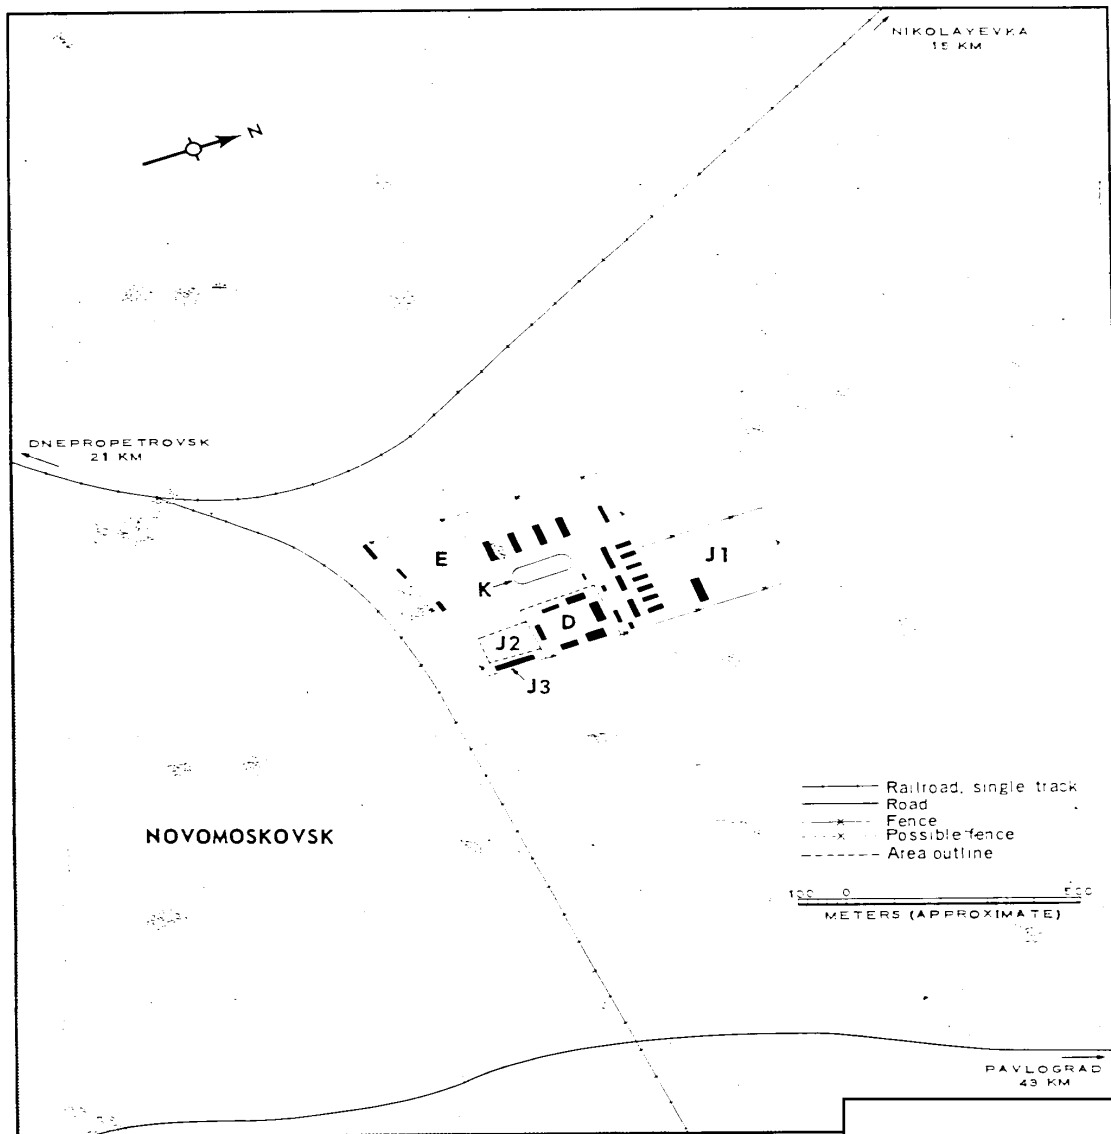 NIKOLAYEVKA
15 KM
N
DNEPROPETROVSK
21 KM
E
J1
K
D
J2
J3
NOVOMOSKOVSK
Railroad, single track
Road
Fence
Possible fence
Area outline
100 0 500
METERS (APPROXIMATE)
PAVLOGRAD
43 KM